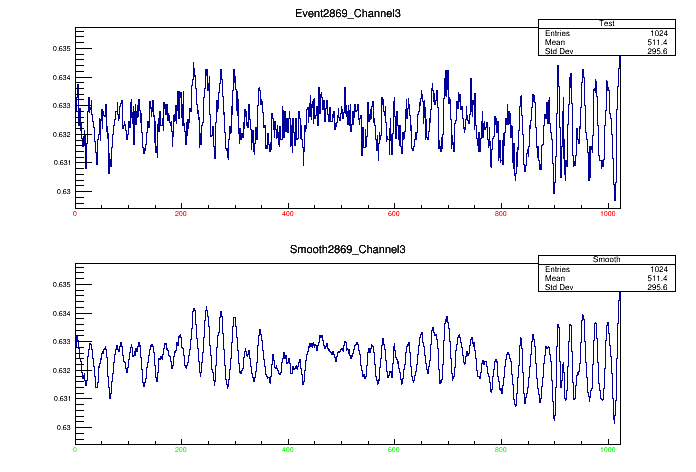 Event2869_Channel3
Test
Entries 1024
Mean 511.4
Std Dev 295.6
0.635
0.634
0.633
0.632
0.631
0.63
0 200 400 600 800 1000
Smooth2869_Channel3
Smooth
Entries 1024
Mean 511.4
Std Dev 295.6
0.635
0.634
0.633
0.632
0.631
0.63
0 200 400 600 800 1000